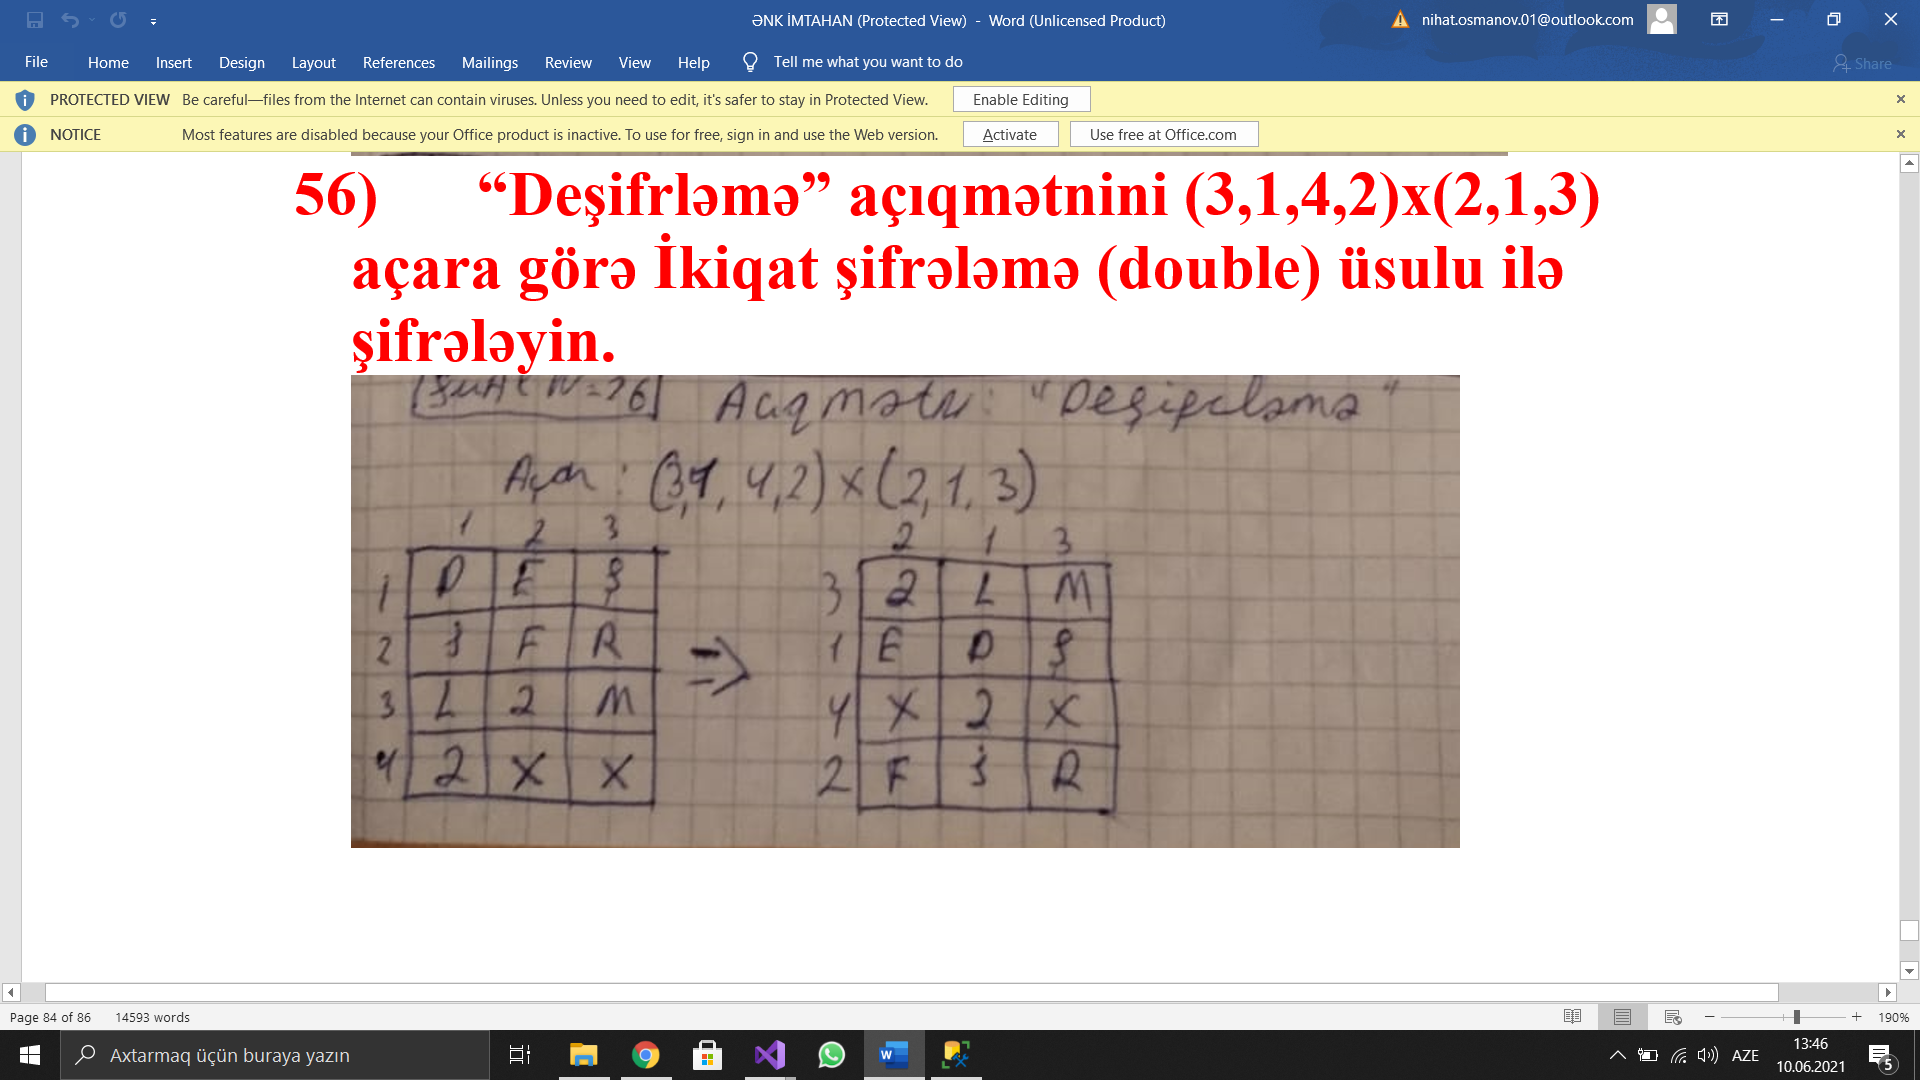 ƏNK İMTAHAN (Protected View) - Word (Unlicensed Product)
nihat.osmanov.01@outlook.com
File Home Insert Design Layout References Mailings Review View Help Tell me what you want to do
Share
PROTECTED VIEW Be careful—files from the Internet can contain viruses. Unless you need to edit, it's safer to stay in Protected View. Enable Editing
NOTICE Most features are disabled because your Office product is inactive. To use for free, sign in and use the Web version. Activate Use free at Office.com
56) “Deşifrləmə” açıqmətnini (3,1,4,2)x(2,1,3)
açara görə İkiqat şifrələmə (double) üsulu ilə
şifrələyin.
Açıqmətn: "Deşifrləmə"
Açar: (3,1,4,2)x(2,1,3)
1 2 3
1 D E Ş
2 İ F R
3 L Ə M
4 Ə X X
=>
2 1 3
3 Ə L M
1 E D Ş
4 X Ə X
2 F İ R
Page 84 of 86 14593 words
190%
Axtarmaq üçün buraya yazın
AZE
13:46
10.06.2021
5